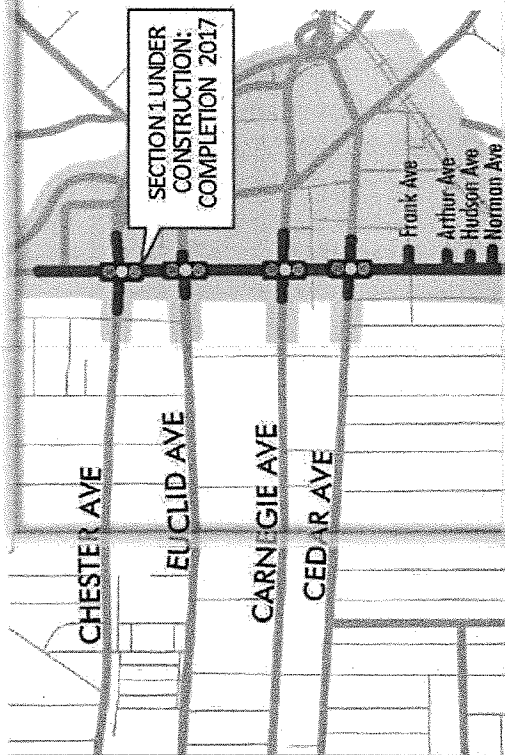 SECTION 1 UNDER
CONSTRUCTION:
COMPLETION 2017
Frank Ave
Arthur Ave
Hudson Ave
Norman Ave
CHESTER AVE
EUCLID AVE
CARNEGIE AVE
CEDAR AVE